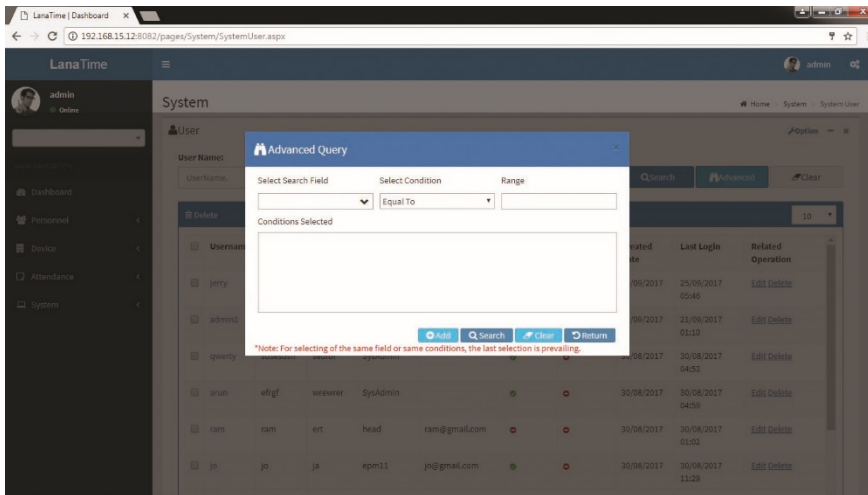 LanaTime | Dashboard
192.168.15.12:8082/pages/System/SystemUser.aspx
LanaTime
admin
admin
Online
System
Home > System > System User
User
Option
User Name:
Username,
Search
Advanced
Clear
Dashboard
Personnel
Device
Attendance
System
Advanced Query
Select Search Field Select Condition Range
Equal To
Conditions Selected
Add Search Clear Return
*Note: For selecting of the same field or same conditions, the last selection is prevailing.
Delete
10
Last Login Related Operation
jerry 25/09/2017 05:46 Edit Delete
admin1 21/09/2017 01:10 Edit Delete
qwerty SysAdmin 30/08/2017 04:53 Edit Delete
arun efrgf SysAdmin 30/08/2017 30/08/2017 04:59 Edit Delete
ram ram ert head ram@gmail.com 30/08/2017 30/08/2017 01:02 Edit Delete
jo jo ja epm11 jo@gmail.com 30/08/2017 30/08/2017 11:29 Edit Delete